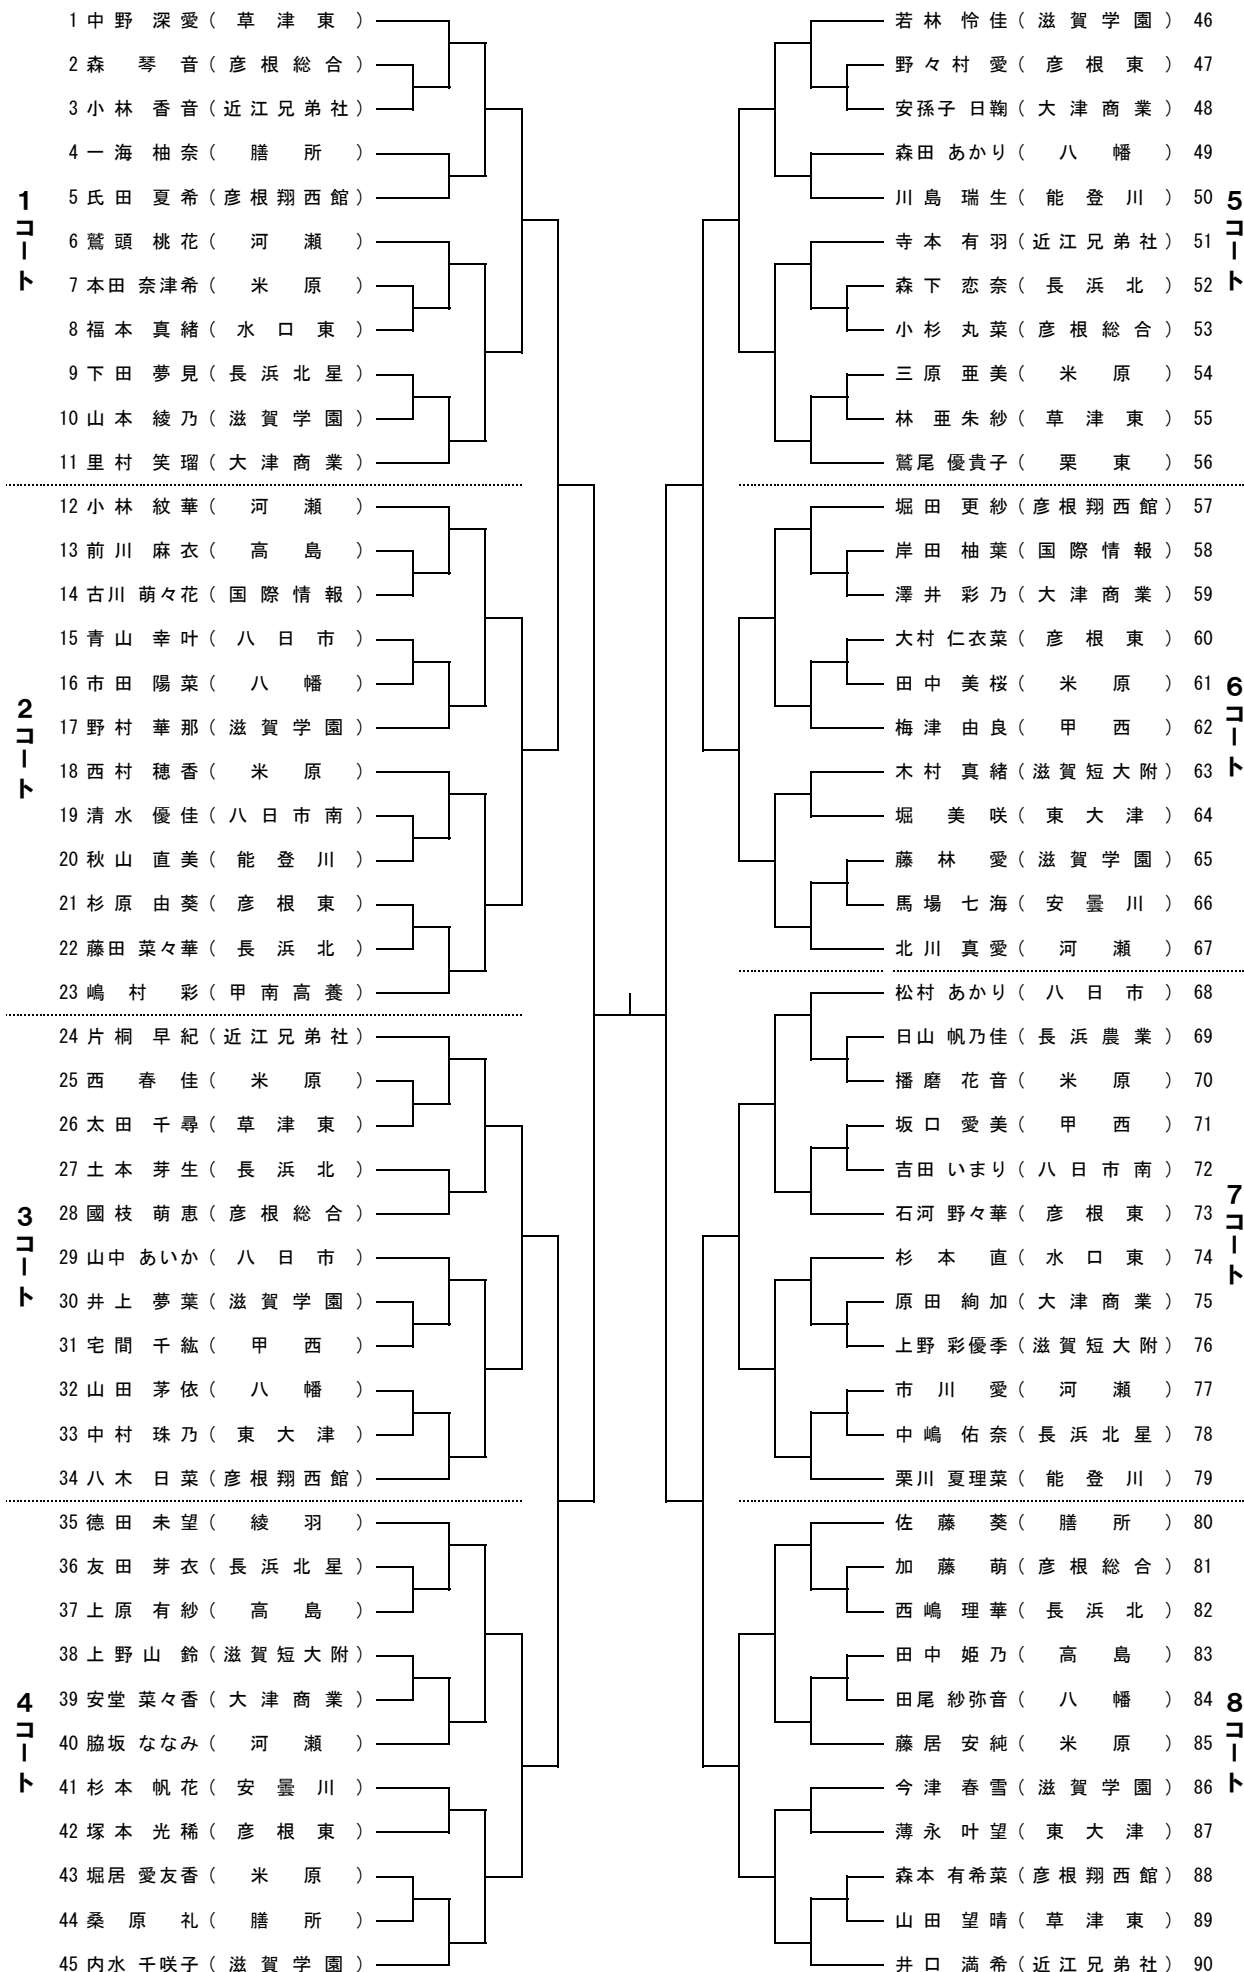 1コート
1 中野 深愛（草津東）
2 森 琴音（彦根総合）
3 小林 香音（近江兄弟社）
4 一海 柚奈（膳所）
5 氏田 夏希（彦根翔西館）
6 鷲頭 桃花（河瀬）
7 本田 奈津希（米原）
8 福本 真緒（水口東）
9 下田 夢見（長浜北星）
10 山本 綾乃（滋賀学園）
11 里村 笑瑠（大津商業）
2コート
12 小林 紋華（河瀬）
13 前川 麻衣（高島）
14 古川 萌々花（国際情報）
15 青山 幸叶（八日市）
16 市田 陽菜（八幡）
17 野村 華那（滋賀学園）
18 西村 穂香（米原）
19 清水 優佳（八日市南）
20 秋山 直美（能登川）
21 杉原 由葵（彦根東）
22 藤田 菜々華（長浜北）
23 嶋村 彩（甲南高養）
3コート
24 片桐 早紀（近江兄弟社）
25 西 春佳（米原）
26 太田 千尋（草津東）
27 土本 芽生（長浜北）
28 國枝 萌恵（彦根総合）
29 山中 あいか（八日市）
30 井上 夢葉（滋賀学園）
31 宅間 千紘（甲西）
32 山田 茅依（八幡）
33 中村 珠乃（東大津）
34 八木 日菜（彦根翔西館）
4コート
35 徳田 未望（綾羽）
36 友田 芽衣（長浜北星）
37 上原 有紗（高島）
38 上野山 鈴（滋賀短大附）
39 安堂 菜々香（大津商業）
40 脇坂 ななみ（河瀬）
41 杉本 帆花（安曇川）
42 塚本 光稀（彦根東）
43 堀居 愛友香（米原）
44 桑原 礼（膳所）
45 内水 千咲子（滋賀学園）
5コート
若林 怜佳（滋賀学園） 46
野々村 愛（彦根東） 47
安孫子 日鞠（大津商業） 48
森田 あかり（八幡） 49
川島 瑞生（能登川） 50
寺本 有羽（近江兄弟社） 51
森下 恋奈（長浜北） 52
小杉 丸菜（彦根総合） 53
三原 亜美（米原） 54
林 亜朱紗（草津東） 55
鷲尾 優貴子（栗東） 56
6コート
堀田 更紗（彦根翔西館） 57
岸田 柚葉（国際情報） 58
澤井 彩乃（大津商業） 59
大村 仁衣菜（彦根東） 60
田中 美桜（米原） 61
梅津 由良（甲西） 62
木村 真緒（滋賀短大附） 63
堀 美咲（東大津） 64
藤林 愛（滋賀学園） 65
馬場 七海（安曇川） 66
北川 真愛（河瀬） 67
7コート
松村 あかり（八日市） 68
日山 帆乃佳（長浜農業） 69
播磨 花音（米原） 70
坂口 愛美（甲西） 71
吉田 いまり（八日市南） 72
石河 野々華（彦根東） 73
杉本 直（水口東） 74
原田 絢加（大津商業） 75
上野 彩優季（滋賀短大附） 76
市川 愛（河瀬） 77
中嶋 佑奈（長浜北星） 78
栗川 夏理菜（能登川） 79
8コート
佐藤 葵（膳所） 80
加藤 萌（彦根総合） 81
西嶋 理華（長浜北） 82
田中 姫乃（高島） 83
田尾 紗弥音（八幡） 84
藤居 安純（米原） 85
今津 春雪（滋賀学園） 86
薄永 叶望（東大津） 87
森本 有希菜（彦根翔西館） 88
山田 望晴（草津東） 89
井口 満希（近江兄弟社） 90